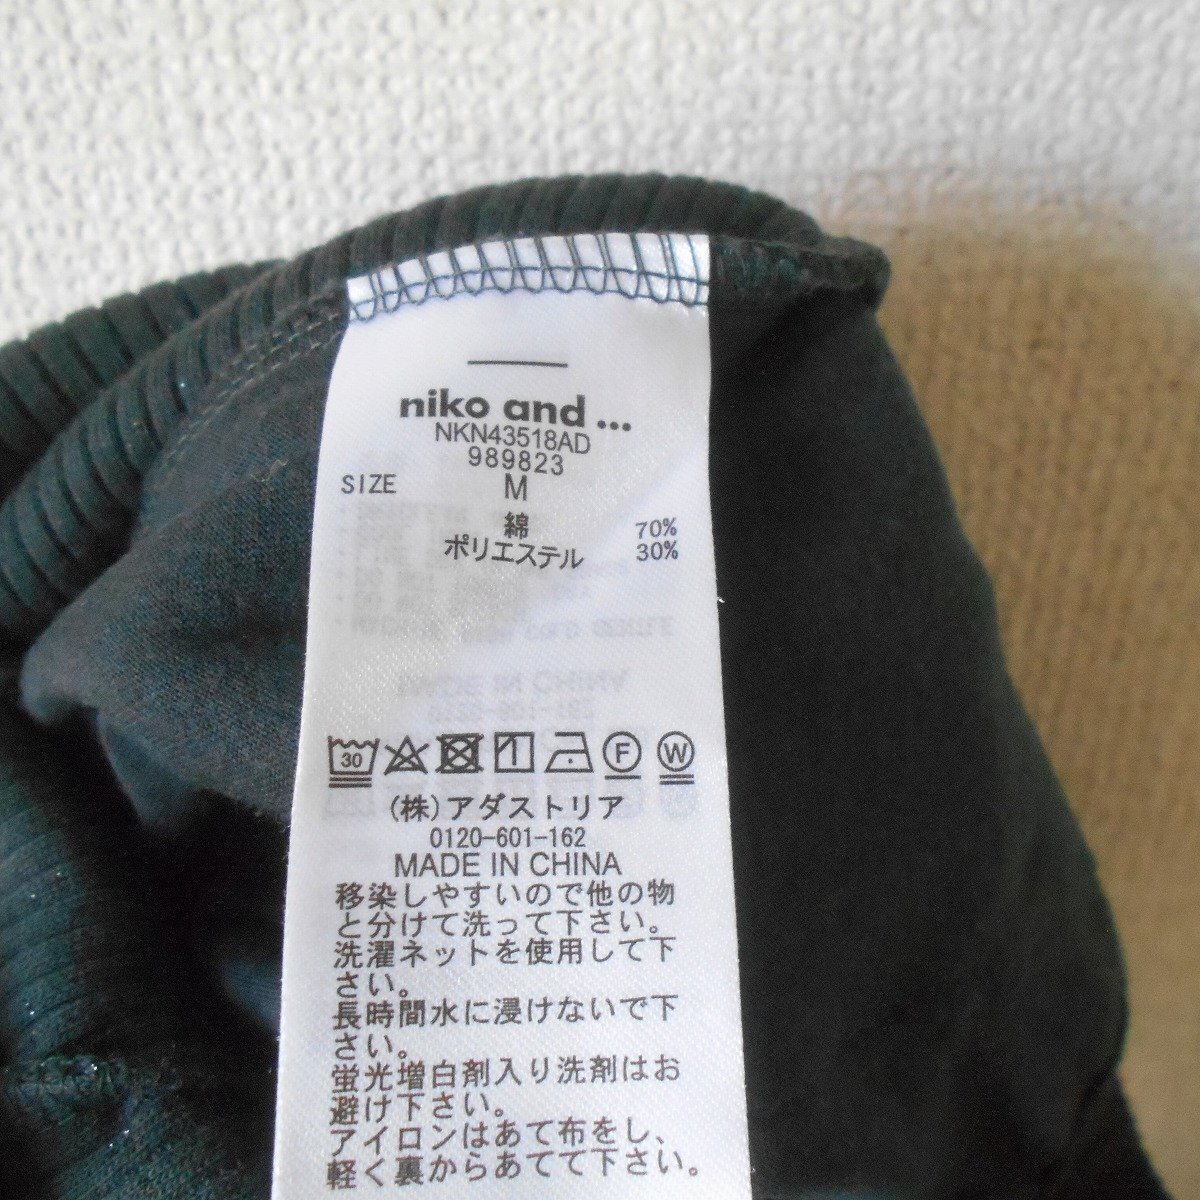 niko and ...
NKN43518AD
989823
SIZE M
綿 70%
ポリエステル 30%
30 F W
(株)アダストリア
0120-601-162
MADE IN CHINA
移染しやすいので他の物
と分けて洗って下さい。
洗濯ネットを使用して下
さい。
長時間水に浸けないで下
さい。
蛍光増白剤入り洗剤はお
避け下さい。
アイロンはあて布をし、
軽く裏からあてて下さい。